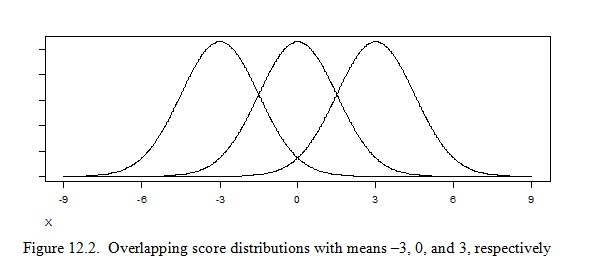 -9 -6 -3 0 3 6 9
X
Figure 12.2. Overlapping score distributions with means –3, 0, and 3, respectively